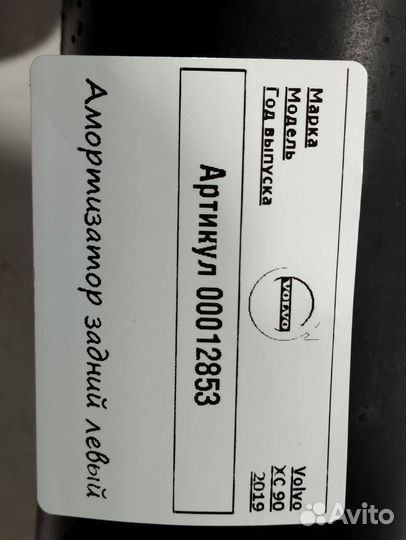 Марка Volvo
Модель XC 90
Год выпуска 2019
VOLVO
Артикул 00012853
Амортизатор задний левый
Avito